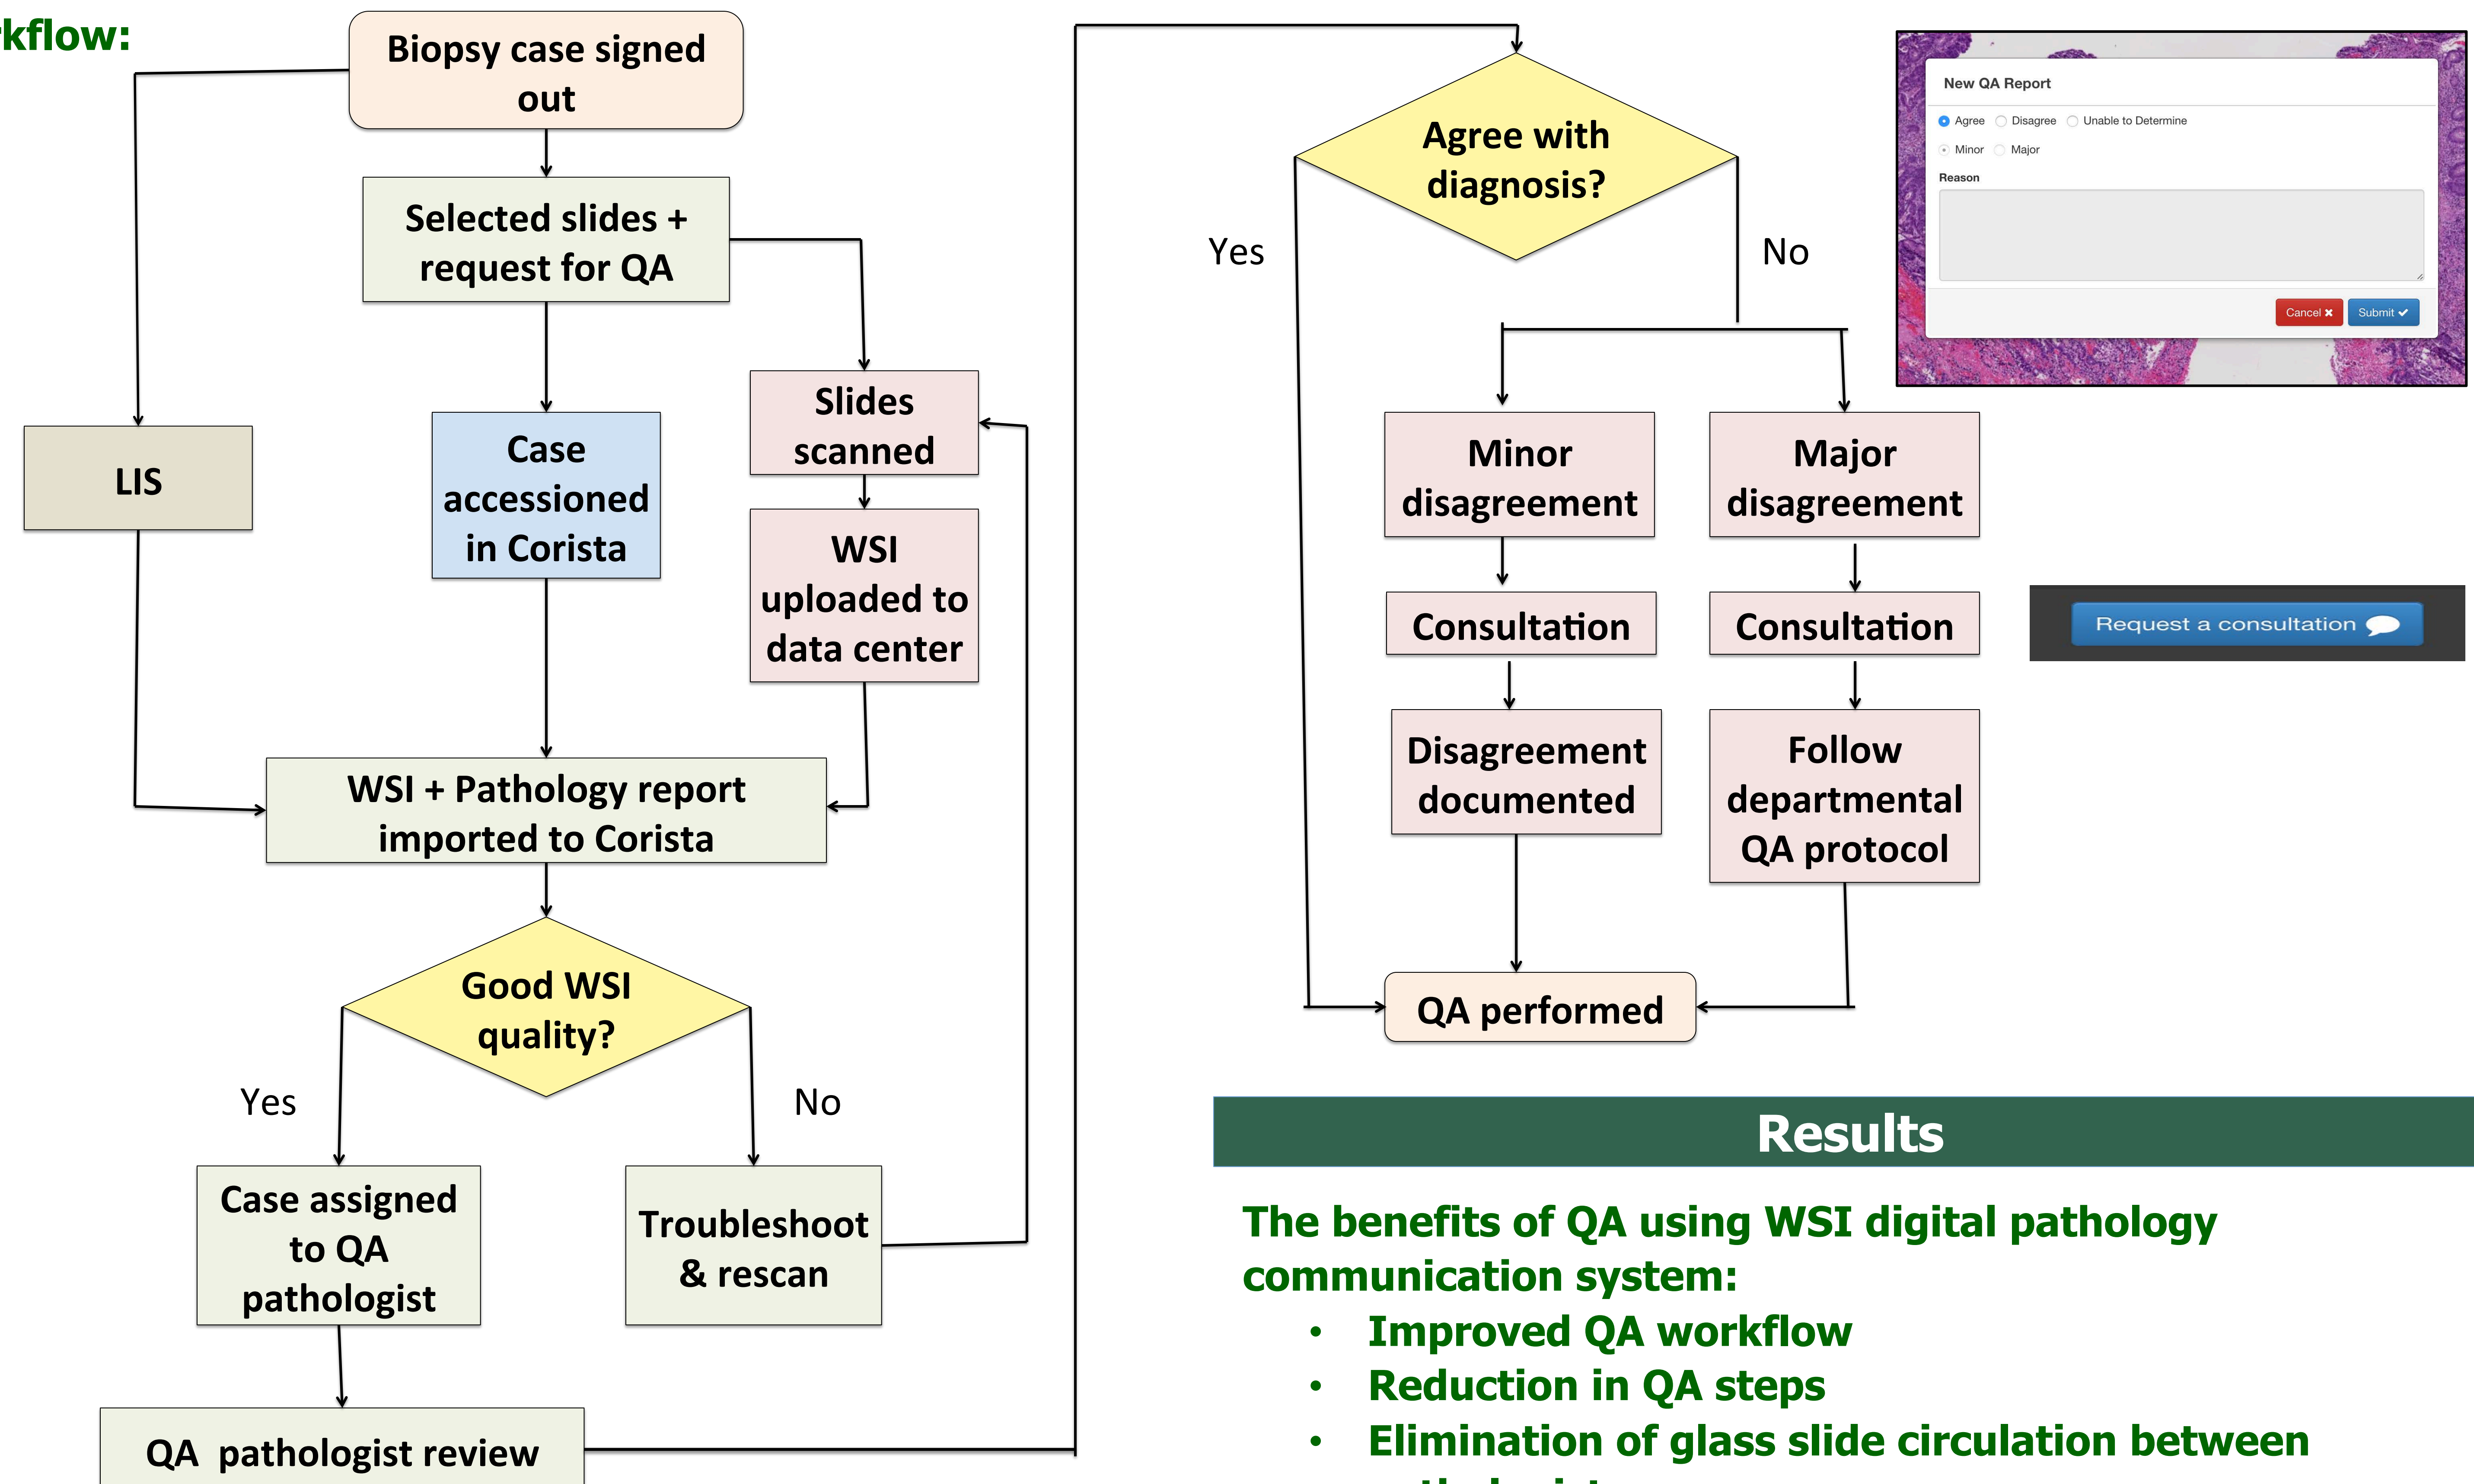 kflow:
Biopsy case signed
out
Selected slides +
request for QA
LIS
Case
accessioned
in Corista
Slides
scanned
WSI
uploaded to
data center
WSI + Pathology report
imported to Corista
Good WSI
quality?
Yes
No
Case assigned
to QA
pathologist
Troubleshoot
& rescan
QA pathologist review
Agree with
diagnosis?
Yes
No
Minor
disagreement
Major
disagreement
Consultation
Consultation
Disagreement
documented
Follow
departmental
QA protocol
QA performed
New QA Report
Agree Disagree Unable to Determine
Minor Major
Reason
Cancel Submit
Request a consultation
Results
The benefits of QA using WSI digital pathology
communication system:
• Improved QA workflow
• Reduction in QA steps
• Elimination of glass slide circulation between